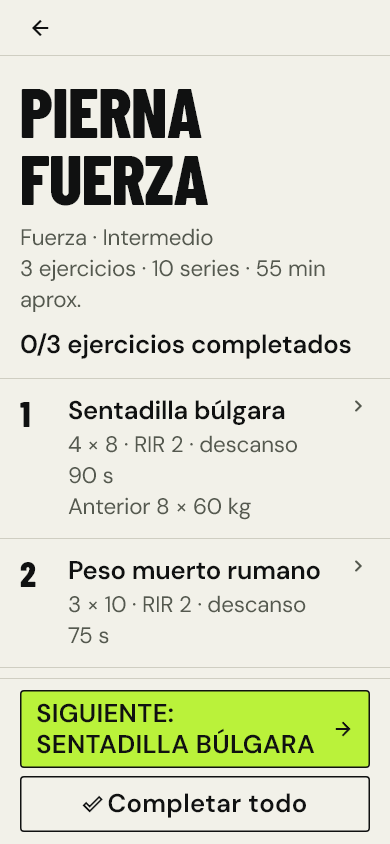 PIERNA
FUERZA
Fuerza · Intermedio
3 ejercicios · 10 series · 55 min
aprox.
0/3 ejercicios completados
1
Sentadilla búlgara
4 × 8 · RIR 2 · descanso
90 s
Anterior 8 × 60 kg
2
Peso muerto rumano
3 × 10 · RIR 2 · descanso
75 s
SIGUIENTE:
SENTADILLA BÚLGARA
Completar todo